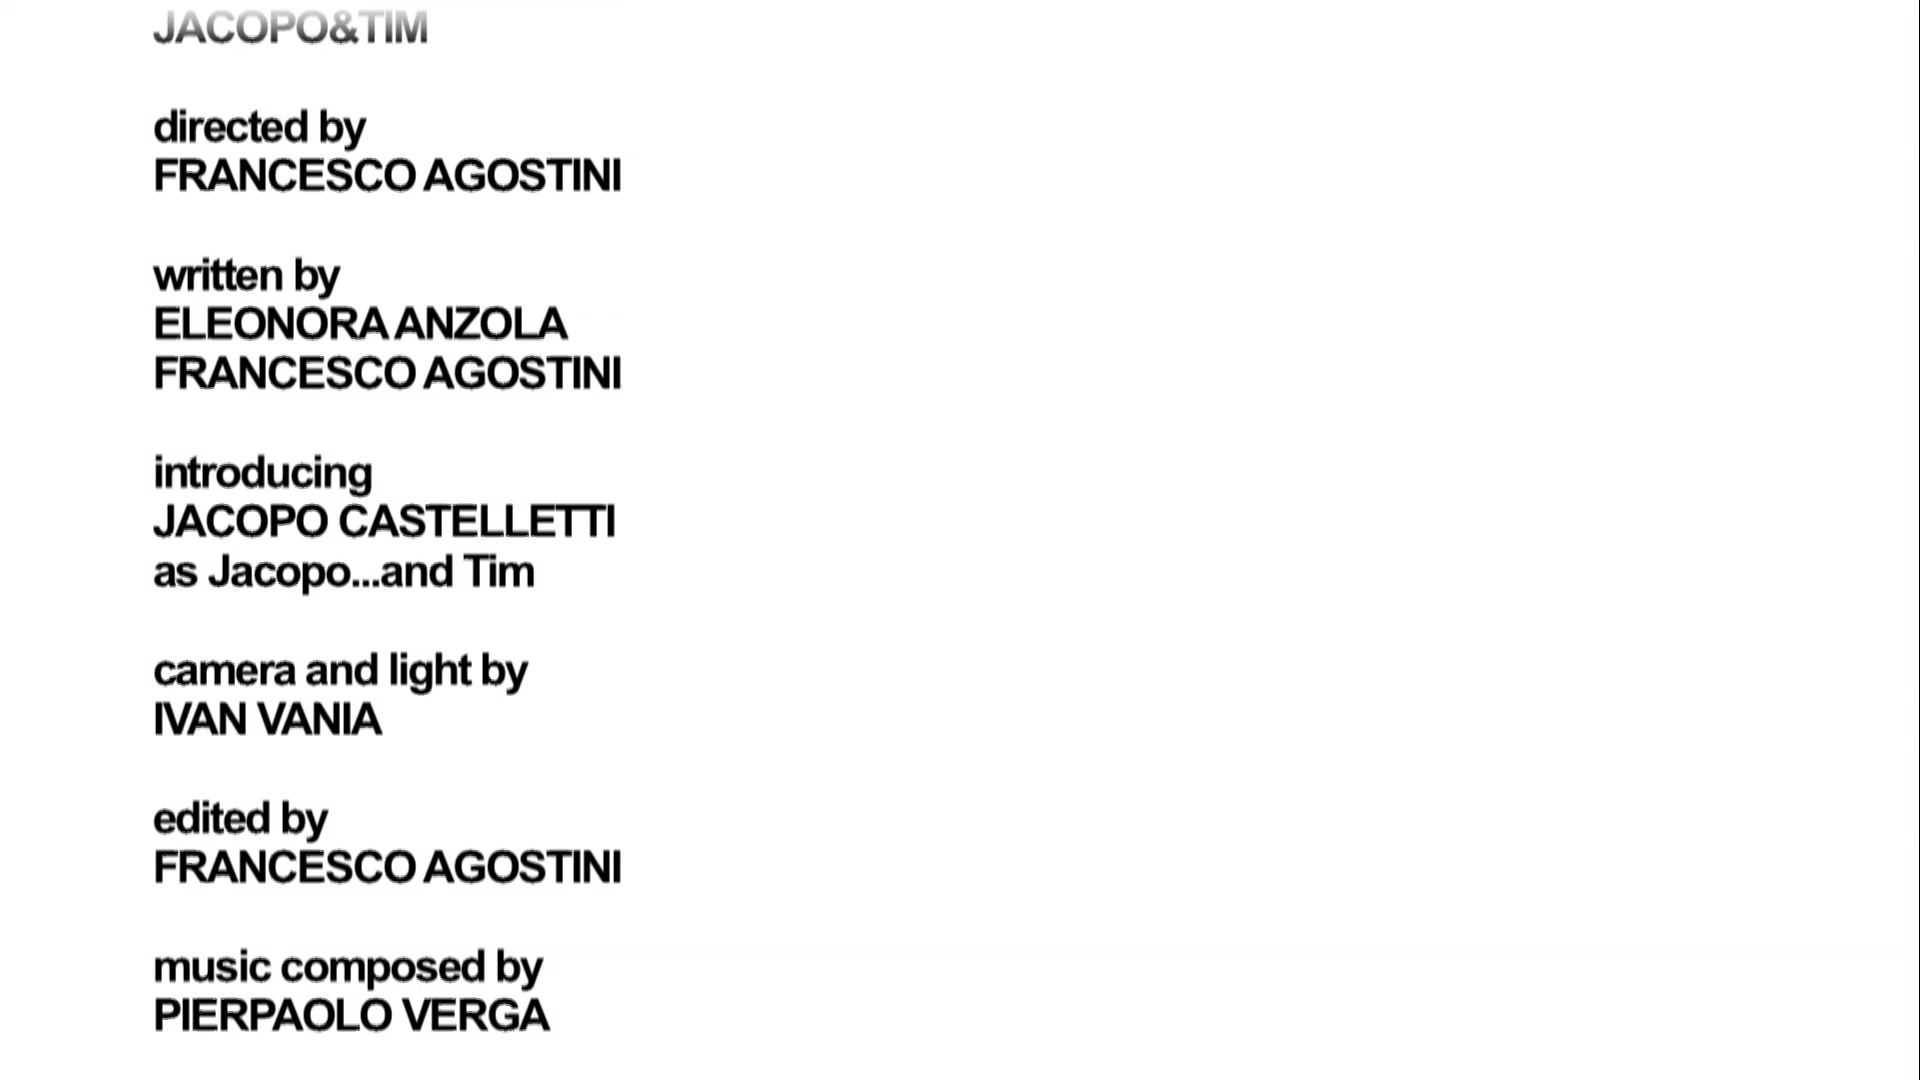 JACOPO&TIM
directed by
FRANCESCO AGOSTINI
written by
ELEONORA ANZOLA
FRANCESCO AGOSTINI
introducing
JACOPO CASTELLETTI
as Jacopo...and Tim
camera and light by
IVAN VANIA
edited by
FRANCESCO AGOSTINI
music composed by
PIERPAOLO VERGA